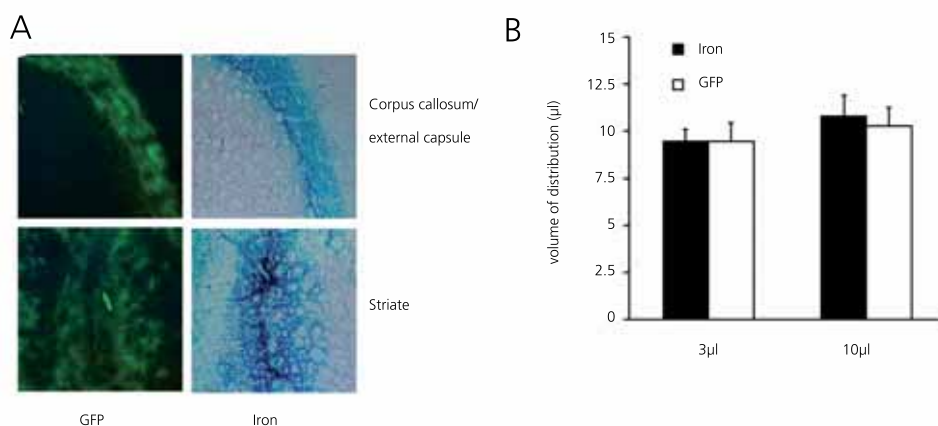 A
Corpus callosum/
external capsule
Striate
GFP
Iron
B
15
12.5
10
7.5
5
2.5
0
volume of distribution (µl)
Iron
GFP
3µl
10µl